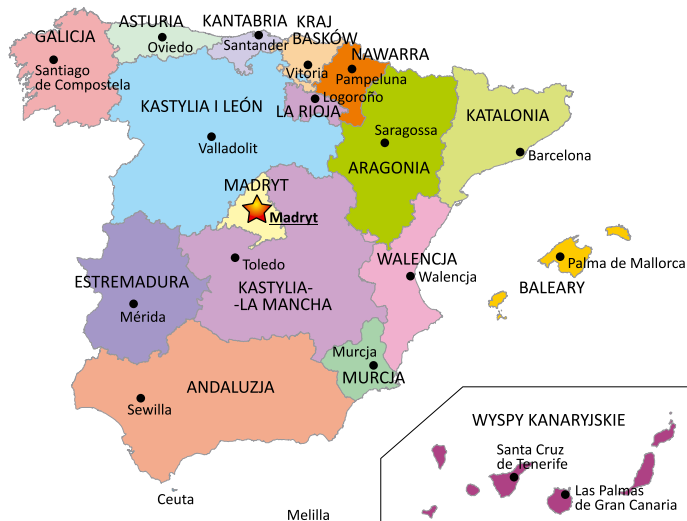 ASTURIA
KANTABRIA
KRAJ
BASKÓW
GALICJA
Oviedo
Santander
NAWARRA
Santiago
de Compostela
Vitoria
Pampeluna
KASTYLIA I LEÓN
Logoroño
LA RIOJA
KATALONIA
Saragossa
Valladolit
Barcelona
ARAGONIA
MADRYT
Madryt
WALENCJA
Toledo
Palma de Mallorca
Walencja
ESTREMADURA
KASTYLIA-
-LA MANCHA
BALEARY
Mérida
Murcja
MURCJA
ANDALUZJA
Sewilla
WYSPY KANARYJSKIE
Santa Cruz
de Tenerife
Las Palmas
de Gran Canaria
Ceuta
Melilla